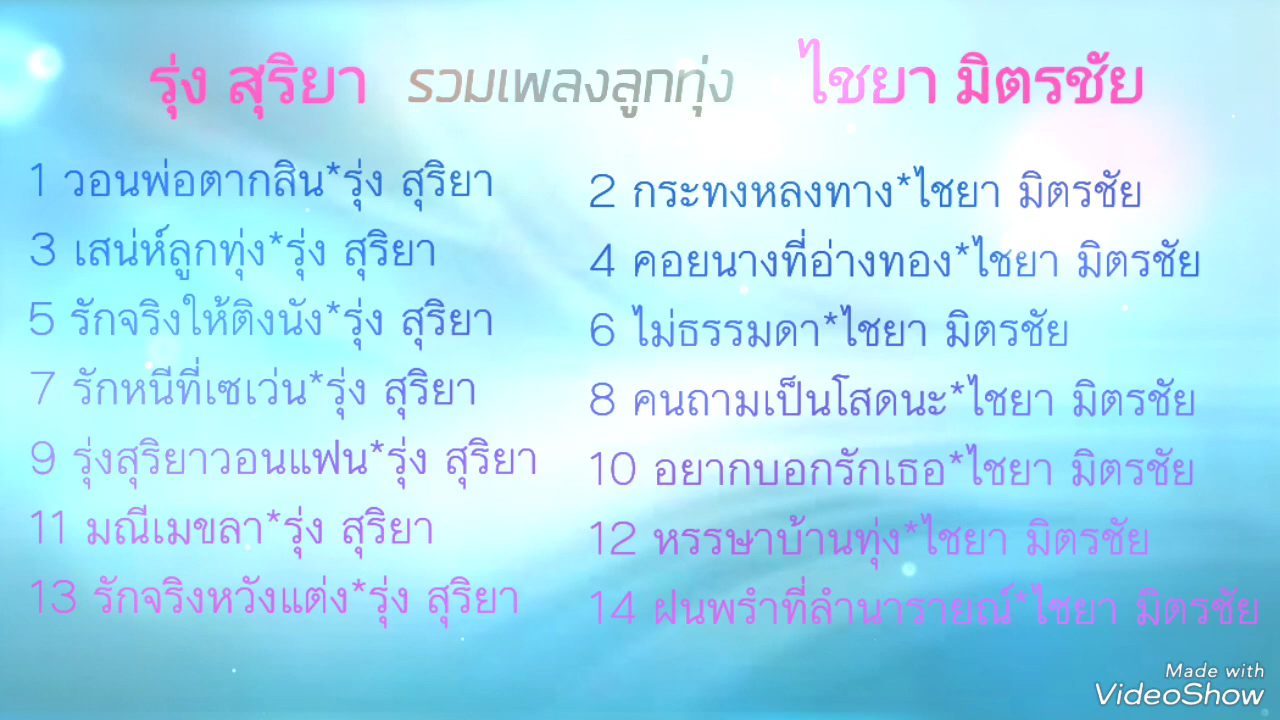 รุ่ง สุริยา รวมเพลงลูกทุ่ง ไชยา มิตรชัย
1 วอนพ่อตากสิน*รุ่ง สุริยา
2 กระทงหลงทาง*ไชยา มิตรชัย
3 เสน่ห์ลูกทุ่ง*รุ่ง สุริยา
4 คอยนางที่อ่างทอง*ไชยา มิตรชัย
5 รักจริงให้ติงนัง*รุ่ง สุริยา
6 ไม่ธรรมดา*ไชยา มิตรชัย
7 รักหนีที่เซเว่น*รุ่ง สุริยา
8 คนถามเป็นโสดนะ*ไชยา มิตรชัย
9 รุ่งสุริยาวอนแฟน*รุ่ง สุริยา
10 อยากบอกรักเธอ*ไชยา มิตรชัย
11 มณีเมขลา*รุ่ง สุริยา
12 หรรษาบ้านทุ่ง*ไชยา มิตรชัย
13 รักจริงหวังแต่ง*รุ่ง สุริยา
14 ฝนพรำที่ลำนารายณ์*ไชยา มิตรชัย
Made with
VideoShow